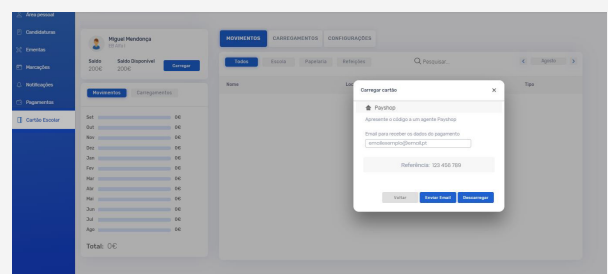 Área pessoal
Candidaturas
Ementas
Marcações
Notificações
Pagamentos
Cartão Escolar
Miguel Mendonça
Saldo
200€
Saldo Disponível
200€
Carregar
Movimentos
Carregamentos
Set 0€
Out 0€
Nov 0€
Dez 0€
Jan 0€
Fev 0€
Mar 0€
Abr 0€
Mai 0€
Jun 0€
Jul 0€
Ago 0€
Total: 0€
MOVIMENTOS
CARREGAMENTOS
CONFIGURAÇÕES
Todos
Escola
Papelaria
Refeições
Pesquisar...
Agosto
Nome
Loc
Tipo
Carregar cartão
×
Payshop
Apresente o código a um agente Payshop
Email para receber os dados de pagamento:
emailexemplo@email.pt
Referência: 123 456 789
Voltar
Enviar Email
Descarregar